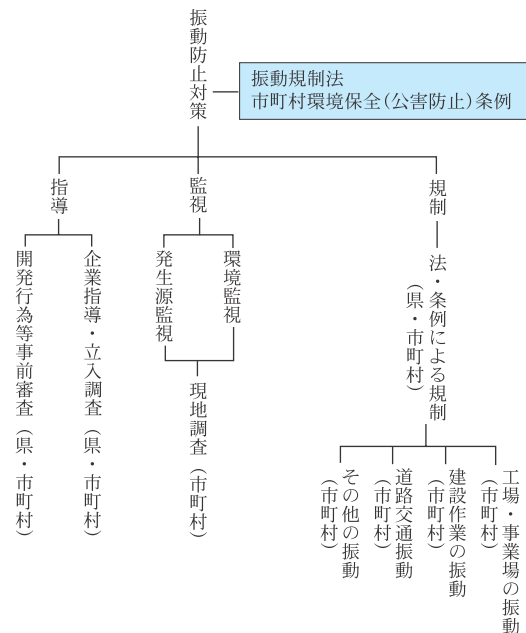 振動防止対策
振動規制法
市町村環境保全(公害防止)条例
規制
法・条例による規制
(県・市町村)
工場・事業場の振動
(市町村)
建設作業の振動
(市町村)
道路交通振動
(市町村)
その他の振動
(市町村)
監視
環境監視
発生源監視
現地調査(市町村)
指導
企業指導・立入調査(県・市町村)
開発行為等事前審査(県・市町村)